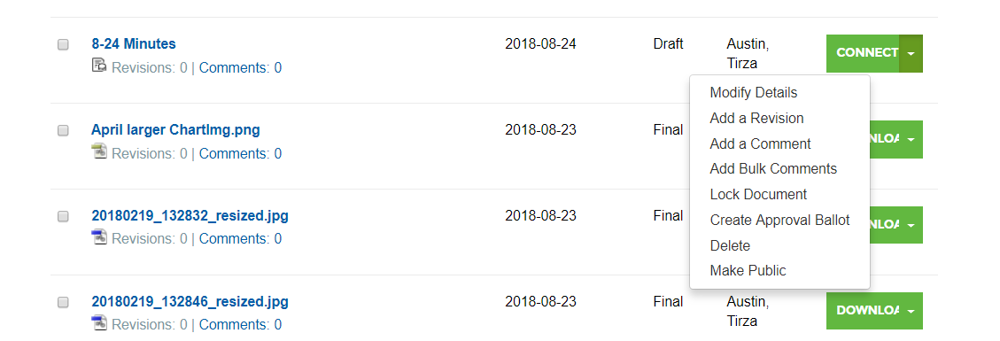 8-24 Minutes 2018-08-24 Draft Austin, CONNECT
Revisions: 0 | Comments: 0 Tirza
Modify Details
Add a Revision
April larger ChartImg.png 2018-08-23 Final NLOA
Add a Comment
Revisions: 0 | Comments: 0
Add Bulk Comments
Lock Document
20180219_132832_resized.jpg 2018-08-23 Final NLOA
Create Approval Ballot
Revisions: 0 | Comments: 0
Delete
Make Public
20180219_132846_resized.jpg 2018-08-23 Final Austin, DOWNLOA
Revisions: 0 | Comments: 0 Tirza